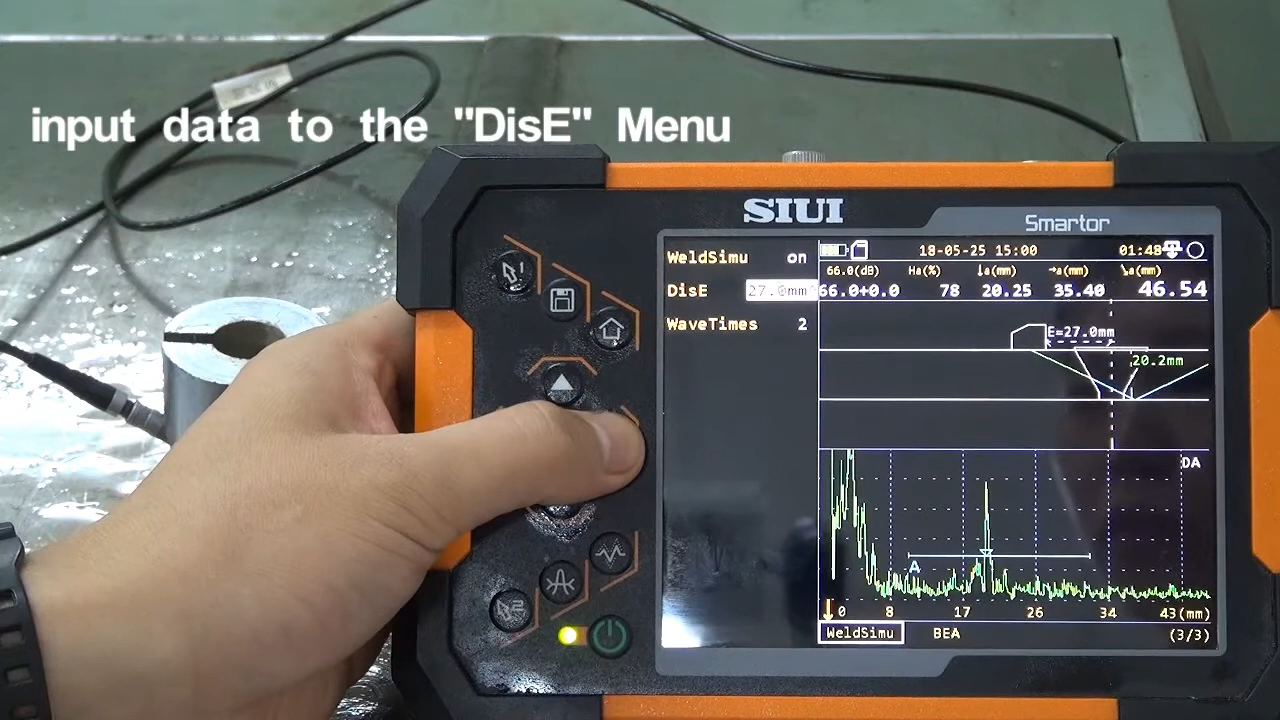 input data to the "DisE" Menu
SIUI
Smartor
WeldSimu on
DisE 27.0mm
WaveTimes 2
18-05-25 15:00 01:48
66.0(dB) Ha(%) ↓a(mm) →a(mm) ↘a(mm)
66.0+0.0 78 20.25 35.40 46.54
E=27.0mm
20.2mm
DA
A
0 8 17 26 34 43(mm)
WeldSimu BEA (3/3)
1
2